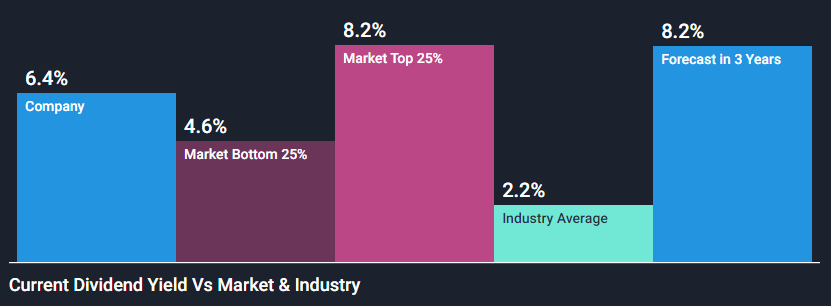 6.4%
Company
4.6%
Market Bottom 25%
8.2%
Market Top 25%
2.2%
Industry Average
8.2%
Forecast in 3 Years
Current Dividend Yield Vs Market & Industry